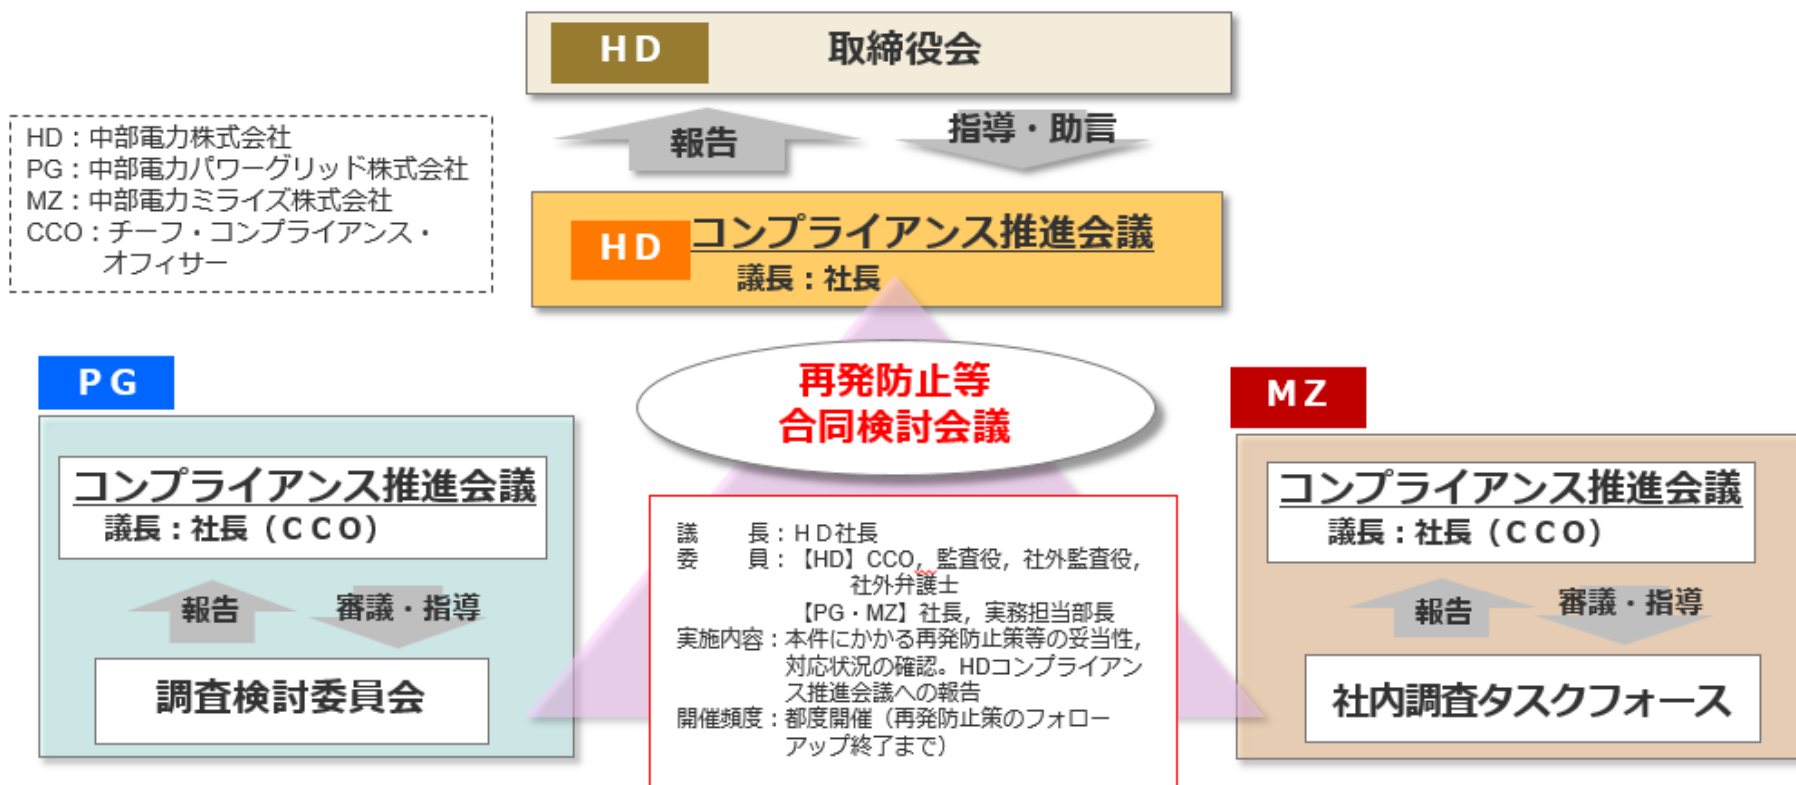 HD 取締役会
報告
指導・助言
HD：中部電力株式会社
PG：中部電力パワーグリッド株式会社
MZ：中部電力ミライズ株式会社
CCO：チーフ・コンプライアンス・
オフィサー
HD コンプライアンス推進会議
議長：社長
再発防止等
合同検討会議
PG
コンプライアンス推進会議
議長：社長（ＣＣＯ）
報告
審議・指導
調査検討委員会
議　　長：ＨＤ社長
委　　員：【HD】CCO，監査役，社外監査役，
社外弁護士
【PG・MZ】社長，実務担当部長
実施内容：本件にかかる再発防止策等の妥当性，
対応状況の確認。HDコンプライアン
ス推進会議への報告
開催頻度：都度開催（再発防止策のフォロー
アップ終了まで）
MZ
コンプライアンス推進会議
議長：社長（ＣＣＯ）
報告
審議・指導
社内調査タスクフォース